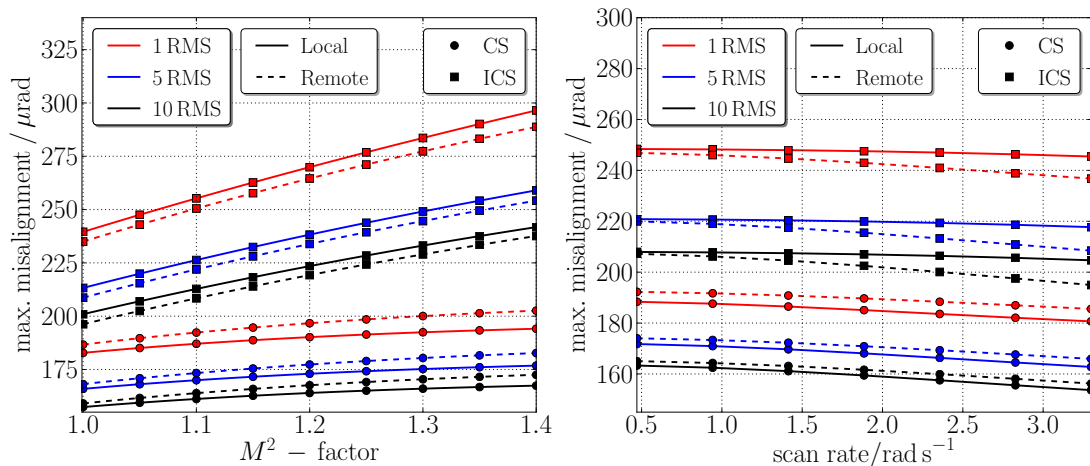 1 RMS
5 RMS
10 RMS
Local
Remote
CS
ICS
max. misalignment / μrad
325
300
275
250
225
200
175
1.0 1.1 1.2 1.3 1.4
M² − factor
1 RMS
5 RMS
10 RMS
Local
Remote
CS
ICS
max. misalignment / μrad
300
280
260
240
220
200
180
160
0.5 1.0 1.5 2.0 2.5 3.0
scan rate/rad s⁻¹